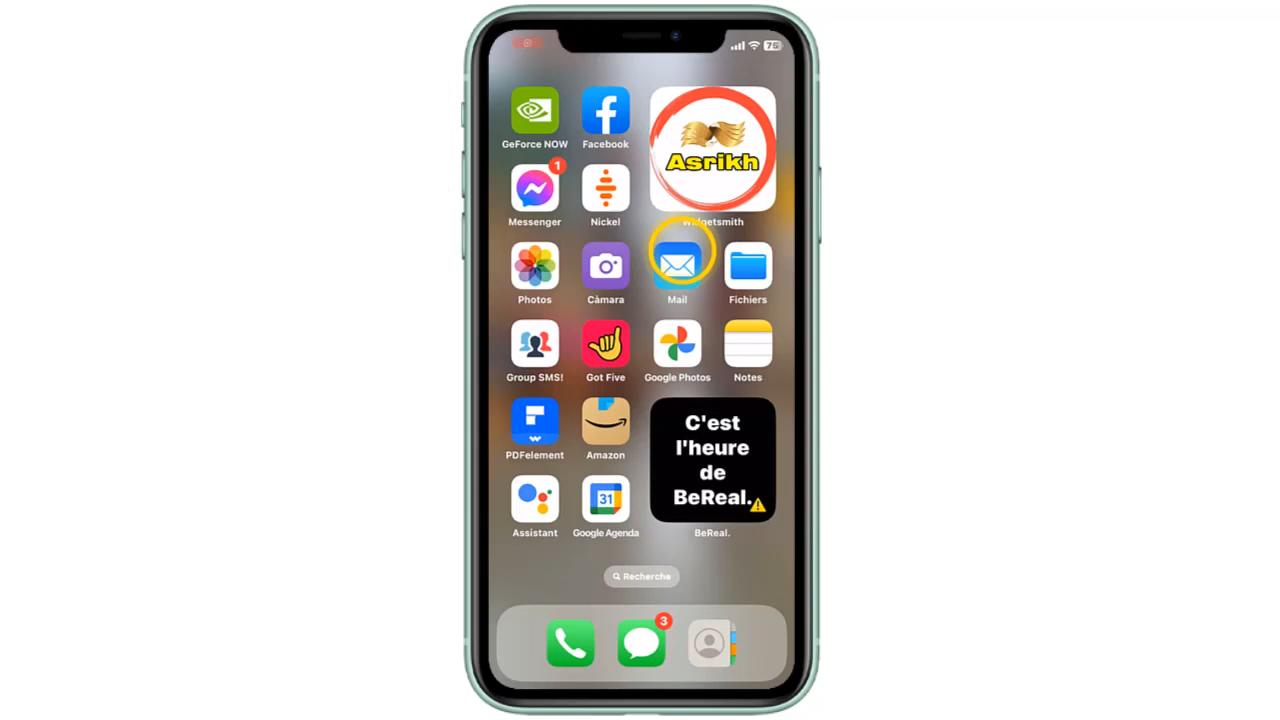 75
GeForce NOW
Facebook
Asrikh
1
Messenger
Nickel
Widgetsmith
Photos
Càmara
Mail
Fichiers
Group SMS!
Got Five
Google Photos
Notes
PDFelement
Amazon
C'est
l'heure
de
BeReal.
31
Assistant
Google Agenda
BeReal.
Recherche
3